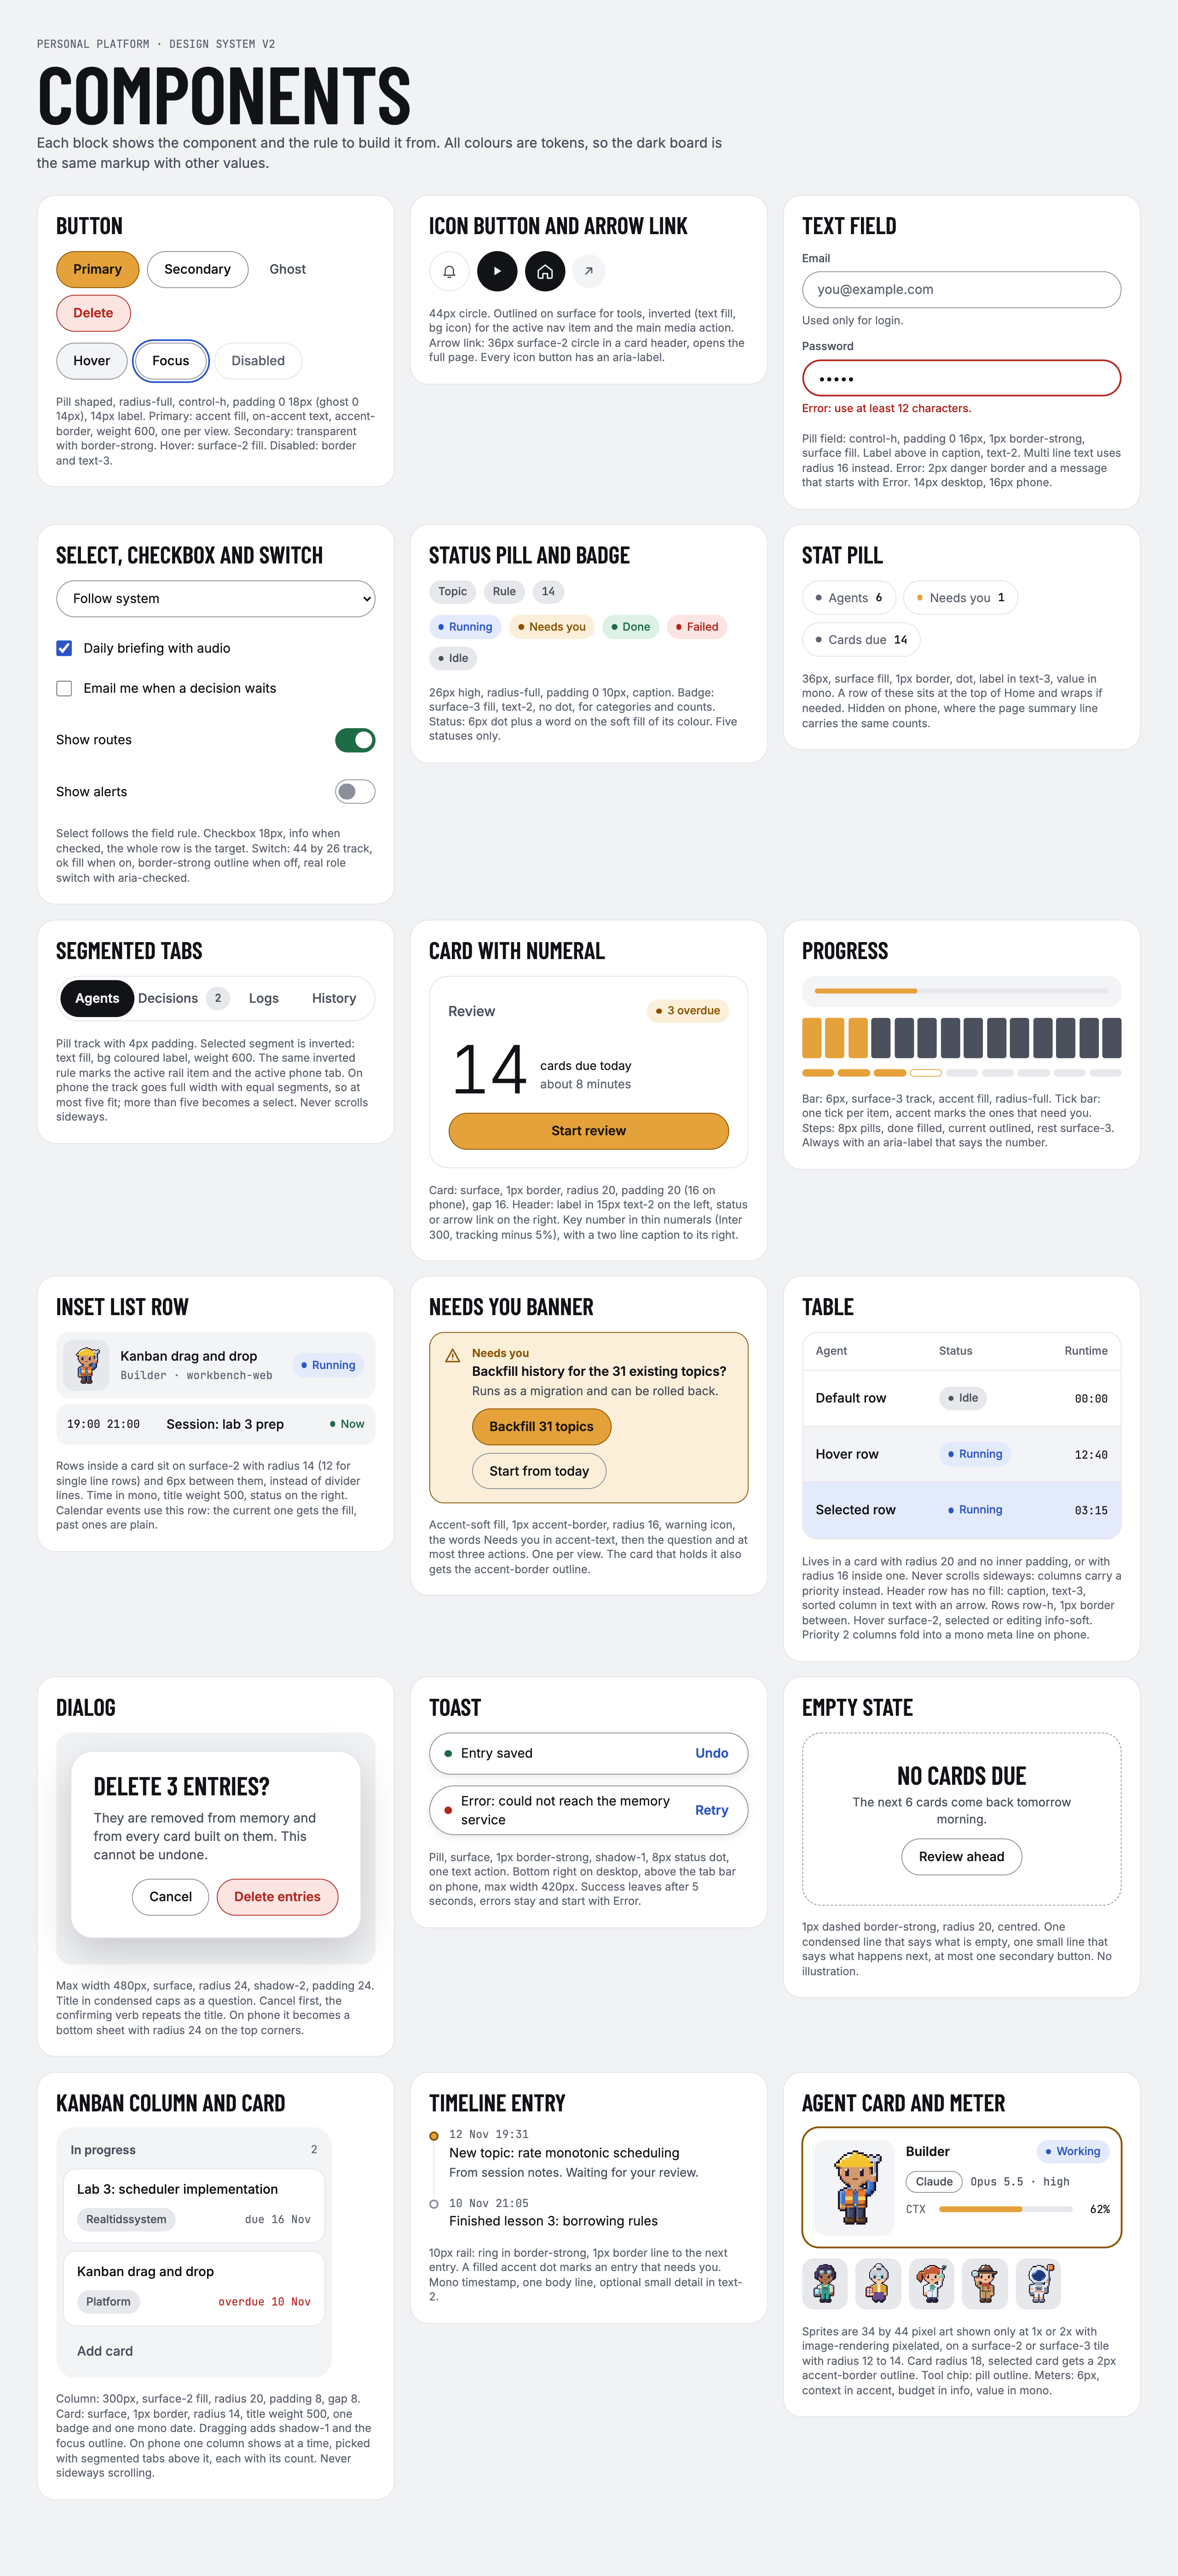 PERSONAL PLATFORM · DESIGN SYSTEM V2
COMPONENTS
Each block shows the component and the rule to build it from. All colours are tokens, so the dark board is
the same markup with other values.
BUTTON
Primary
Secondary
Ghost
Delete
Hover
Focus
Disabled
Pill shaped, radius-full, control-h, padding 0 18px (ghost 0
14px), 14px label. Primary: accent fill, on-accent text, accent-
border, weight 600, one per view. Secondary: transparent
with border-strong. Hover: surface-2 fill. Disabled: border
and text-3.
ICON BUTTON AND ARROW LINK
44px circle. Outlined on surface for tools, inverted (text fill,
bg icon) for the active nav item and the main media action.
Arrow link: 36px surface-2 circle in a card header, opens the
full page. Every icon button has an aria-label.
TEXT FIELD
Email
you@example.com
Used only for login.
Password
•••••
Error: use at least 12 characters.
Pill field: control-h, padding 0 16px, 1px border-strong,
surface fill. Label above in caption, text-2. Multi line text uses
radius 16 instead. Error: 2px danger border and a message
that starts with Error. 14px desktop, 16px phone.
SELECT, CHECKBOX AND SWITCH
Follow system
Daily briefing with audio
Email me when a decision waits
Show routes
Show alerts
Select follows the field rule. Checkbox 18px, info when
checked, the whole row is the target. Switch: 44 by 26 track,
ok fill when on, border-strong outline when off, real role
switch with aria-checked.
STATUS PILL AND BADGE
Topic
Rule
14
Running
Needs you
Done
Failed
Idle
26px high, radius-full, padding 0 10px, caption. Badge:
surface-3 fill, text-2, no dot, for categories and counts.
Status: 6px dot plus a word on the soft fill of its colour. Five
statuses only.
STAT PILL
Agents 6
Needs you 1
Cards due 14
36px, surface fill, 1px border, dot, label in text-3, value in
mono. A row of these sits at the top of Home and wraps if
needed. Hidden on phone, where the page summary line
carries the same counts.
SEGMENTED TABS
Agents
Decisions 2
Logs
History
Pill track with 4px padding. Selected segment is inverted:
text fill, bg coloured label, weight 600. The same inverted
rule marks the active rail item and the active phone tab. On
phone the track goes full width with equal segments, so at
most five fit; more than five becomes a select. Never scrolls
sideways.
CARD WITH NUMERAL
Review
3 overdue
14
cards due today
about 8 minutes
Start review
Card: surface, 1px border, radius 20, padding 20 (16 on
phone), gap 16. Header: label in 15px text-2 on the left, status
or arrow link on the right. Key number in thin numerals (Inter
300, tracking minus 5%), with a two line caption to its right.
PROGRESS
Bar: 6px, surface-3 track, accent fill, radius-full. Tick bar:
one tick per item, accent marks the ones that need you.
Steps: 8px pills, done filled, current outlined, rest surface-3.
Always with an aria-label that says the number.
INSET LIST ROW
Kanban drag and drop
Builder · workbench-web
Running
19:00 21:00
Session: lab 3 prep
Now
Rows inside a card sit on surface-2 with radius 14 (12 for
single line rows) and 6px between them, instead of divider
lines. Time in mono, title weight 500, status on the right.
Calendar events use this row: the current one gets the fill,
past ones are plain.
NEEDS YOU BANNER
Needs you
Backfill history for the 31 existing topics?
Runs as a migration and can be rolled back.
Backfill 31 topics
Start from today
Accent-soft fill, 1px accent-border, radius 16, warning icon,
the words Needs you in accent-text, then the question and at
most three actions. One per view. The card that holds it also
gets the accent-border outline.
TABLE
Agent
Status
Runtime
Default row
Idle
00:00
Hover row
Running
12:40
Selected row
Running
03:15
Lives in a card with radius 20 and no inner padding, or with
radius 16 inside one. Never scrolls sideways: columns carry a
priority instead. Header row has no fill: caption, text-3,
sorted column in text with an arrow. Rows row-h, 1px border
between. Hover surface-2, selected or editing info-soft.
Priority 2 columns fold into a mono meta line on phone.
DIALOG
DELETE 3 ENTRIES?
They are removed from memory and
from every card built on them. This
cannot be undone.
Cancel
Delete entries
Max width 480px, surface, radius 24, shadow-2, padding 24.
Title in condensed caps as a question. Cancel first, the
confirming verb repeats the title. On phone it becomes a
bottom sheet with radius 24 on the top corners.
TOAST
Entry saved
Undo
Error: could not reach the memory
service
Retry
Pill, surface, 1px border-strong, shadow-1, 8px status dot,
one text action. Bottom right on desktop, above the tab bar
on phone, max width 420px. Success leaves after 5
seconds, errors stay and start with Error.
EMPTY STATE
NO CARDS DUE
The next 6 cards come back tomorrow
morning.
Review ahead
1px dashed border-strong, radius 20, centred. One
condensed line that says what is empty, one small line that
says what happens next, at most one secondary button. No
illustration.
KANBAN COLUMN AND CARD
In progress
2
Lab 3: scheduler implementation
Realtidssystem
due 16 Nov
Kanban drag and drop
Platform
overdue 10 Nov
Add card
Column: 300px, surface-2 fill, radius 20, padding 8, gap 8.
Card: surface, 1px border, radius 14, title weight 500, one
badge and one mono date. Dragging adds shadow-1 and the
focus outline. On phone one column shows at a time, picked
with segmented tabs above it, each with its count. Never
sideways scrolling.
TIMELINE ENTRY
12 Nov 19:31
New topic: rate monotonic scheduling
From session notes. Waiting for your review.
10 Nov 21:05
Finished lesson 3: borrowing rules
10px rail: ring in border-strong, 1px border line to the next
entry. A filled accent dot marks an entry that needs you.
Mono timestamp, one body line, optional small detail in text-
2.
AGENT CARD AND METER
Builder
Working
Claude
Opus 5.5 · high
CTX
62%
Sprites are 34 by 44 pixel art shown only at 1x or 2x with
image-rendering pixelated, on a surface-2 or surface-3 tile
with radius 12 to 14. Card radius 18, selected card gets a 2px
accent-border outline. Tool chip: pill outline. Meters: 6px,
context in accent, budget in info, value in mono.